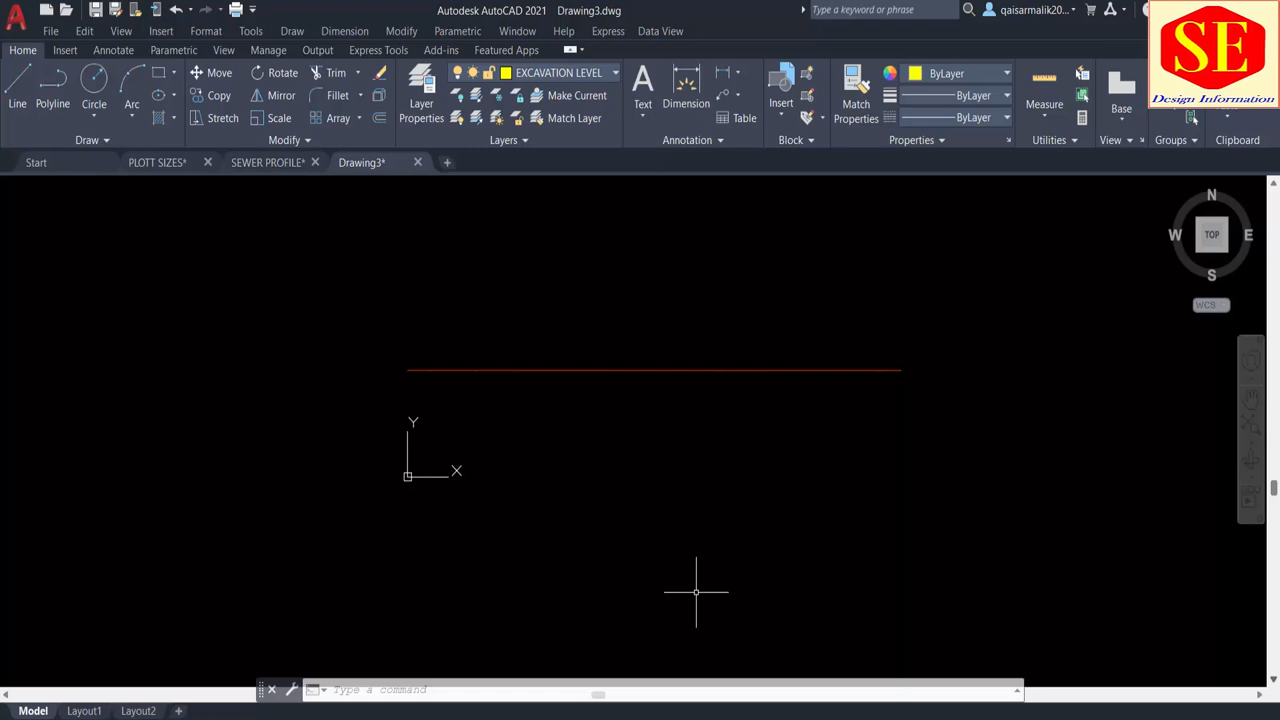 Autodesk AutoCAD 2021 Drawing3.dwg
Type a keyword or phrase
qaisarmalik20...
File Edit View Insert Format Tools Draw Dimension Modify Parametric Window Help Express Data View
Home Insert Annotate Parametric View Manage Output Express Tools Add-ins Featured Apps
SE
Design Information
Line Polyline Circle Arc
Move Rotate Trim
Copy Mirror Fillet
Stretch Scale Array
Layer Properties
EXCAVATION LEVEL
Make Current
Match Layer
Text Dimension Table
Insert
Match Properties
ByLayer
ByLayer
ByLayer
Measure
Base
Draw Modify Layers Annotation Block Properties Utilities View Groups Clipboard
Start PLOTT SIZES* SEWER PROFILE* Drawing3*
N
W TOP E
S
WCS
Y
X
Type a command
Model Layout1 Layout2